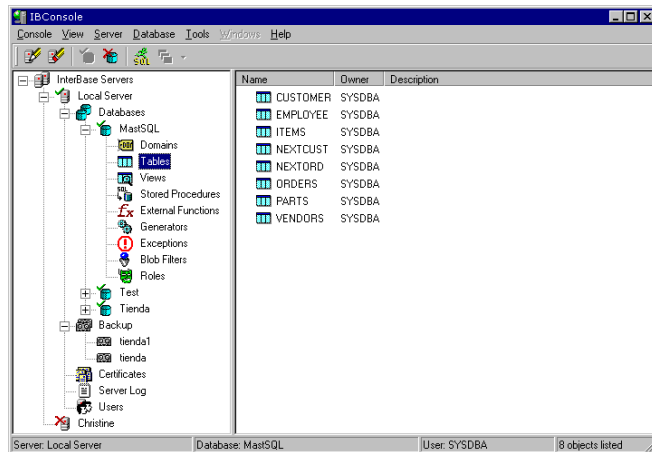 IBConsole
Console View Server Database Tools Windows Help
SQL
InterBase Servers
Local Server
Databases
MastSQL
Domains
Tables
Views
Stored Procedures
External Functions
Generators
Exceptions
Blob Filters
Roles
Test
Tienda
Backup
tienda1
tienda
Certificates
Server Log
Users
Christine
Name Owner Description
CUSTOMER SYSDBA
EMPLOYEE SYSDBA
ITEMS SYSDBA
NEXTCUST SYSDBA
NEXTORD SYSDBA
ORDERS SYSDBA
PARTS SYSDBA
VENDORS SYSDBA
Server: Local Server Database: MastSQL User: SYSDBA 8 objects listed